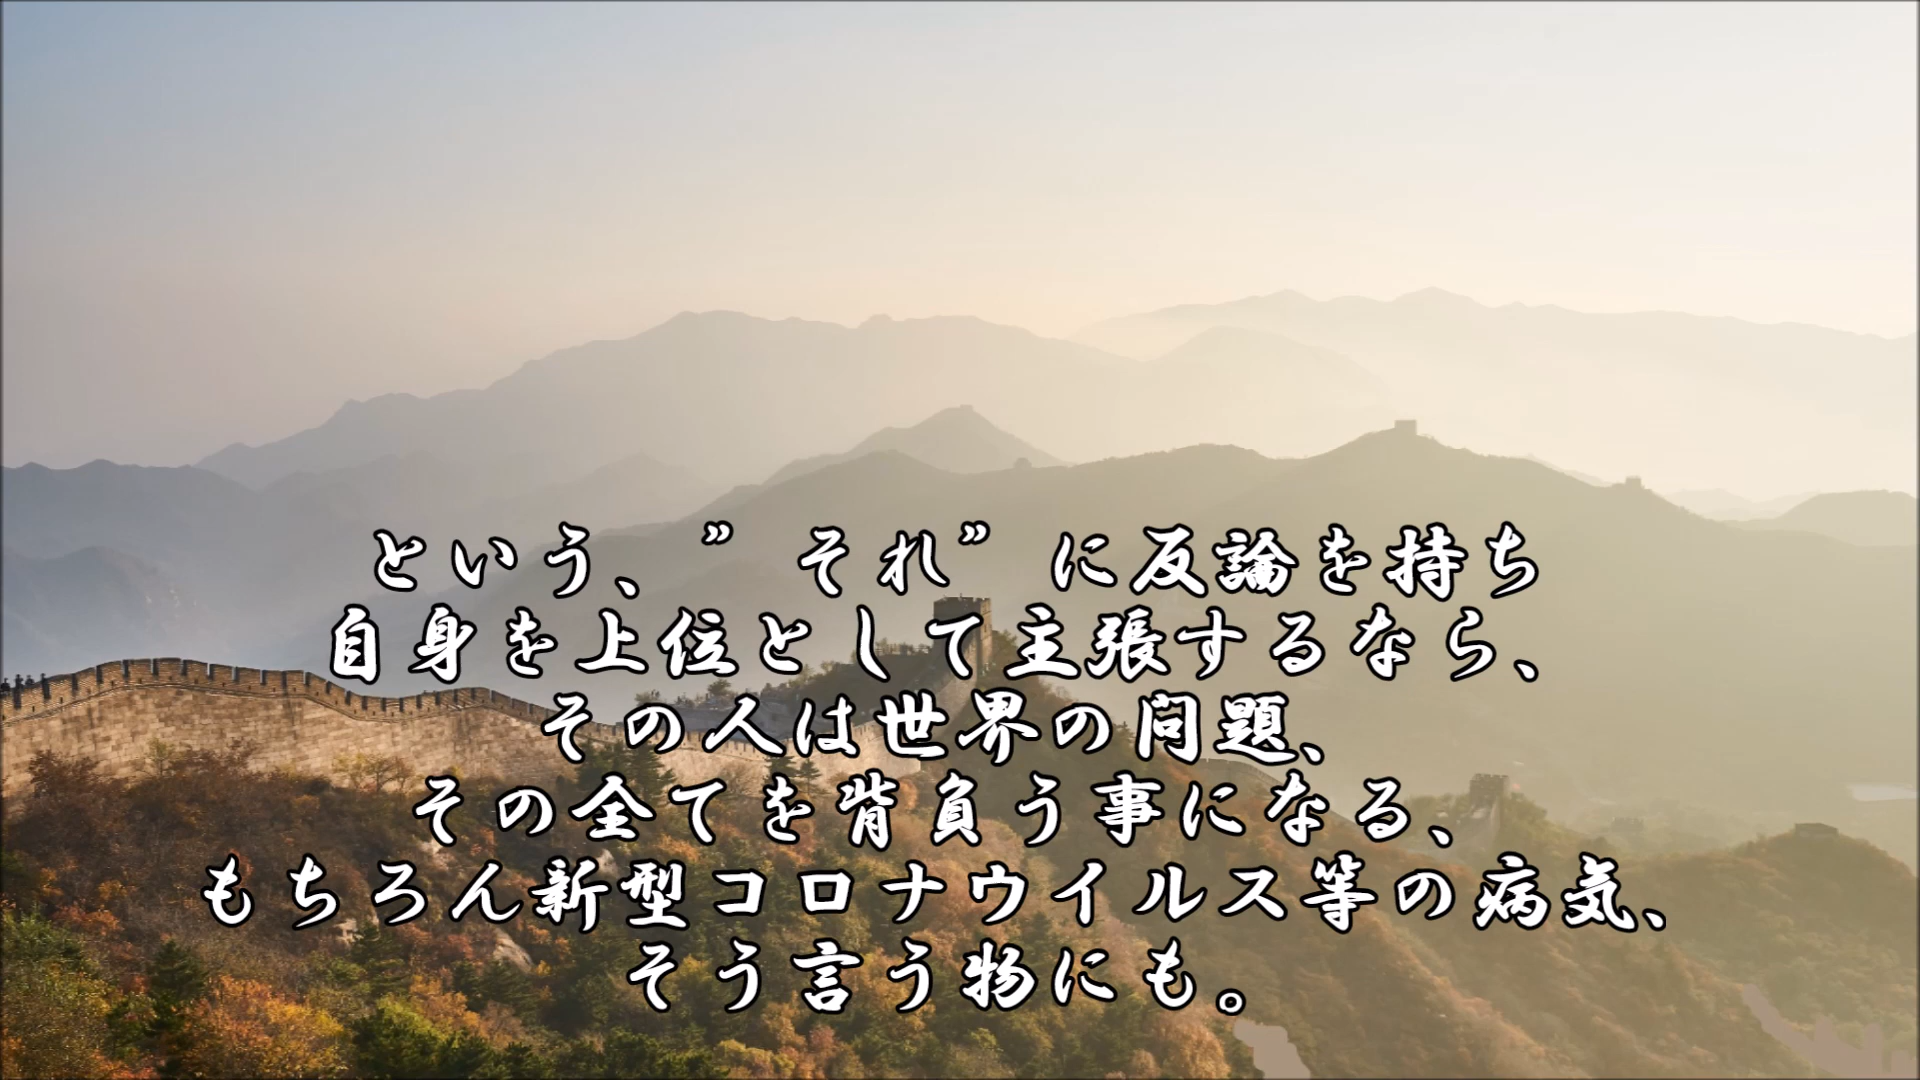 という、”それ”に反論を持ち
自身を上位として主張するなら、
その人は世界の問題、
その全てを背負う事になる、
もちろん新型コロナウイルス等の病気、
そう言う物にも。